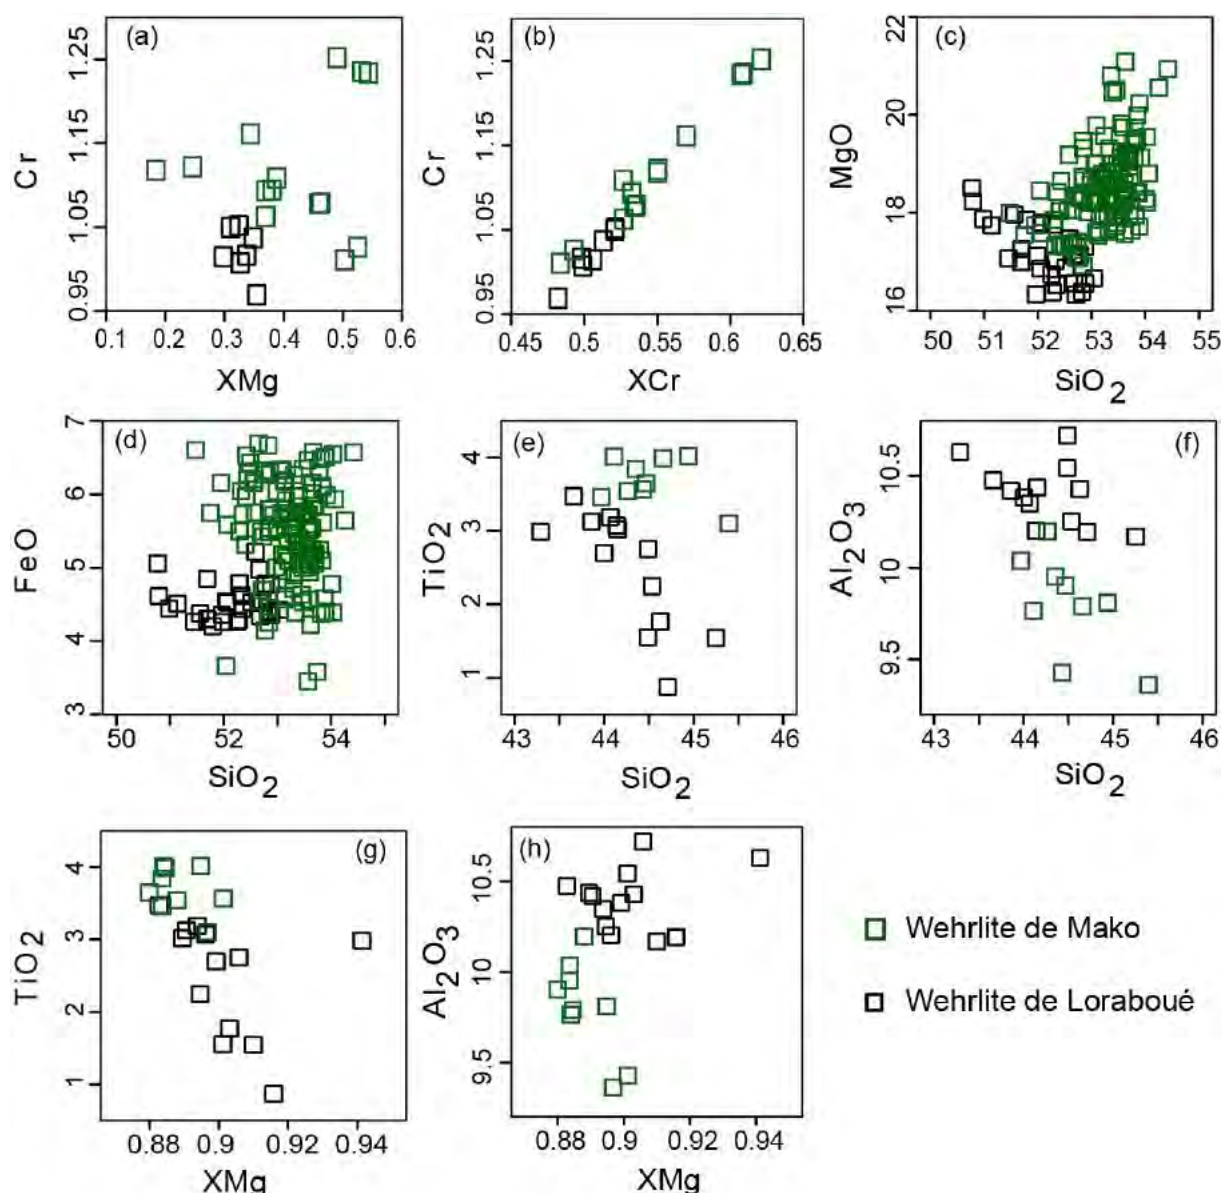 (a)
1.25
1.15
1.05
0.95
Cr
0.1 0.2 0.3 0.4 0.5 0.6
XMg
(b)
1.25
1.15
1.05
0.95
Cr
0.45 0.5 0.55 0.6 0.65
XCr
(c)
22
20
18
16
MgO
50 51 52 53 54 55
SiO2
(d)
7
6
5
4
3
FeO
50 52 54
SiO2
(e)
4
3
2
1
TiO2
43 44 45 46
SiO2
(f)
10.5
10
9.5
Al2O3
43 44 45 46
SiO2
(g)
4
3
2
1
TiO2
0.88 0.9 0.92 0.94
XMg
(h)
10.5
10
9.5
Al2O3
0.88 0.9 0.92 0.94
XMg
Wehrlite de Mako
Wehrlite deLoraboué